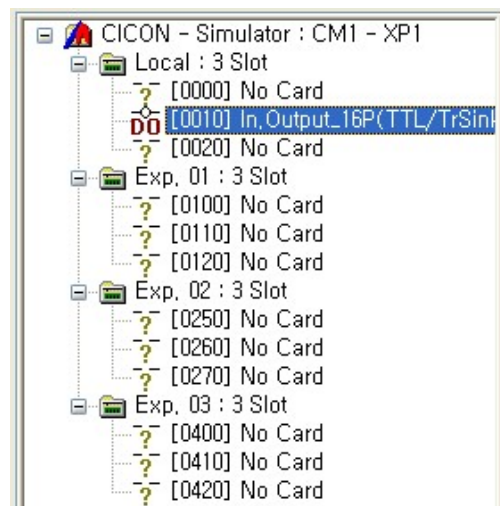 CICON - Simulator : CM1 - XP1
Local : 3 Slot
? [0000] No Card
DO [0010] In,Output_16P(TTL/TrSink
? [0020] No Card
Exp, 01 : 3 Slot
? [0100] No Card
? [0110] No Card
? [0120] No Card
Exp, 02 : 3 Slot
? [0250] No Card
? [0260] No Card
? [0270] No Card
Exp, 03 : 3 Slot
? [0400] No Card
? [0410] No Card
? [0420] No Card